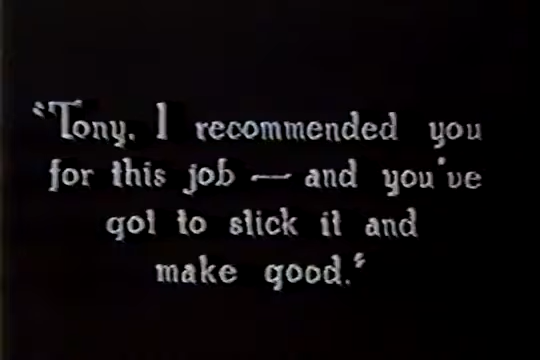 "Tony, I recommended you
for this job — and you've
got to stick it and
make good."